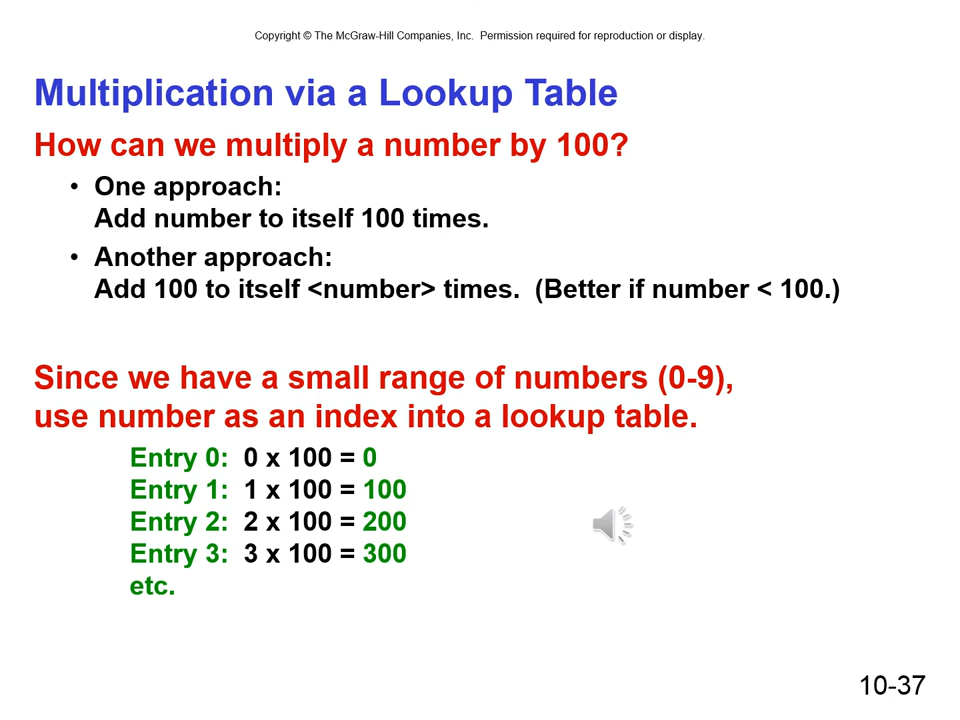 Copyright © The McGraw-Hill Companies, Inc.  Permission required for reproduction or display.
Multiplication via a Lookup Table
How can we multiply a number by 100?
• One approach:
Add number to itself 100 times.
• Another approach:
Add 100 to itself <number> times.  (Better if number < 100.)
Since we have a small range of numbers (0-9),
use number as an index into a lookup table.
Entry 0:  0 x 100 = 0
Entry 1:  1 x 100 = 100
Entry 2:  2 x 100 = 200
Entry 3:  3 x 100 = 300
etc.
10-37